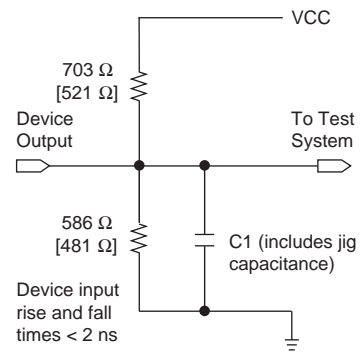 VCC
703 Ω
[521 Ω]
Device
Output
To Test
System
586 Ω
[481 Ω]
C1 (includes jig
capacitance)
Device input
rise and fall
times < 2 ns